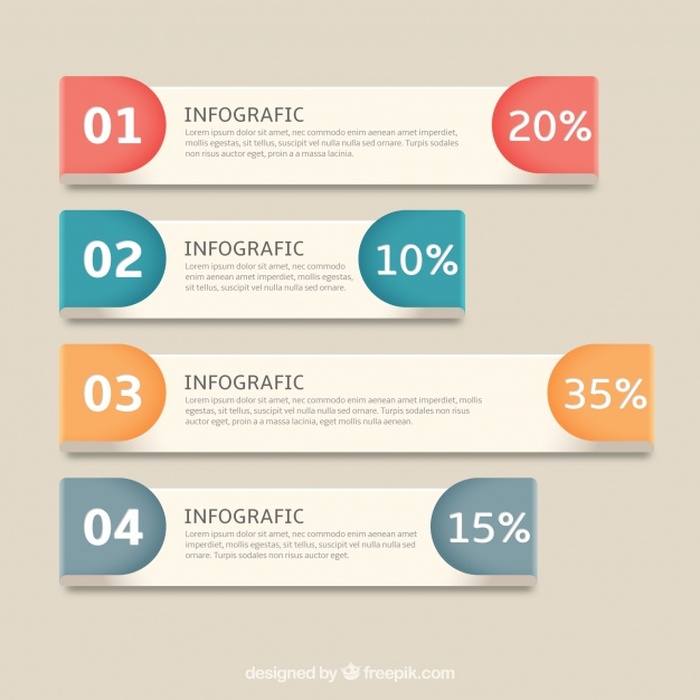 01
INFOGRAFIC
Lorem ipsum dolor sit amet, nec commodo enim aenean amet imperdiet,
mollis egestas, sit tellus, suscipit vel nulla nulla sed ornare. Turpis sodales
non risus auctor eget, proin a a massa lacinia.
20%
02
INFOGRAFIC
Lorem ipsum dolor sit amet, nec commodo
enim aenean amet imperdiet, mollis egestas,
sit tellus, suscipit vel nulla nulla sed ornare.
10%
03
INFOGRAFIC
Lorem ipsum dolor sit amet, nec commodo enim aenean amet imperdiet, mollis
egestas, sit tellus, suscipit vel nulla nulla sed ornare. Turpis sodales non risus
auctor eget, proin a a massa lacinia, eget mollis enim aenean.
35%
04
INFOGRAFIC
Lorem ipsum dolor sit amet, nec commodo enim aenean amet
imperdiet, mollis egestas, sit tellus, suscipit vel nulla nulla sed
ornare. Turpis sodales non risus auctor eget.
15%
designed by freepik.com